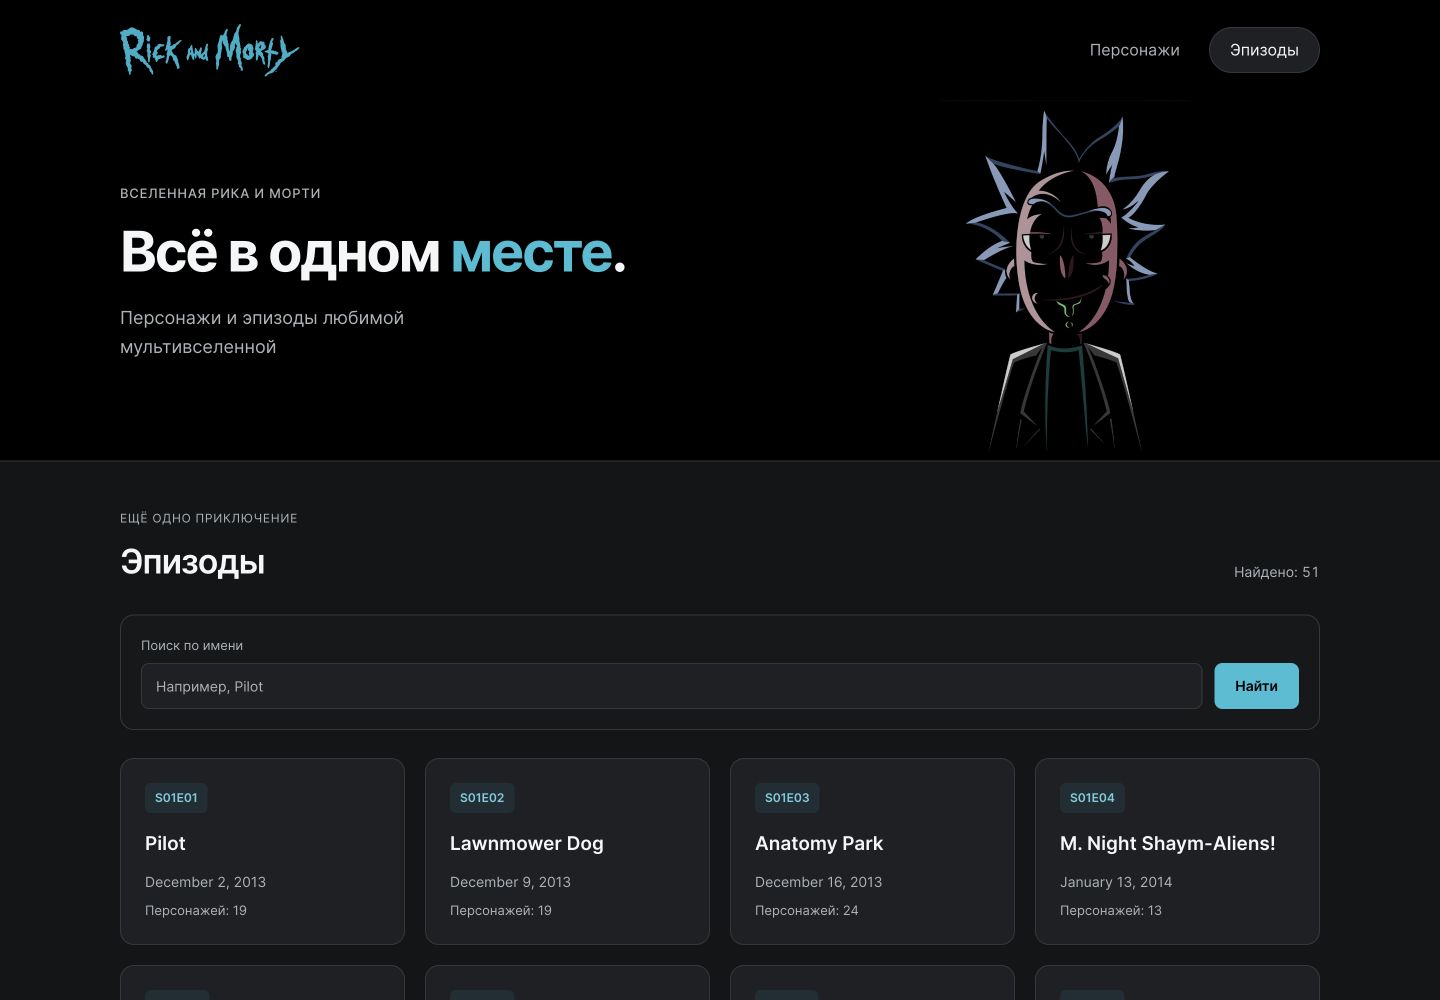 Rick and Morty
Персонажи
Эпизоды
ВСЕЛЕННАЯ РИКА И МОРТИ
Всё в одном месте.
Персонажи и эпизоды любимой
мультивселенной
ЕЩЁ ОДНО ПРИКЛЮЧЕНИЕ
Эпизоды
Найдено: 51
Поиск по имени
Например, Pilot
Найти
S01E01
Pilot
December 2, 2013
Персонажей: 19
S01E02
Lawnmower Dog
December 9, 2013
Персонажей: 19
S01E03
Anatomy Park
December 16, 2013
Персонажей: 24
S01E04
M. Night Shaym-Aliens!
January 13, 2014
Персонажей: 13